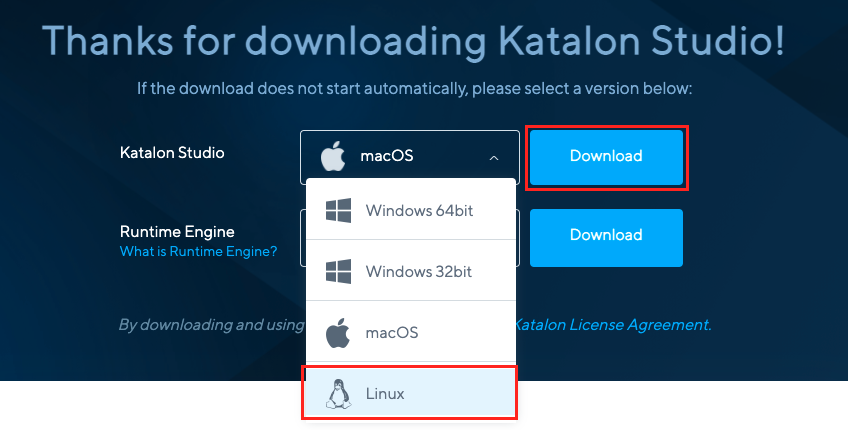 Thanks for downloading Katalon Studio!
If the download does not start automatically, please select a version below:
Katalon Studio
macOS
Download
Windows 64bit
Runtime Engine
Download
What is Runtime Engine?
Windows 32bit
By downloading and using
Katalon License Agreement.
macOS
Linux